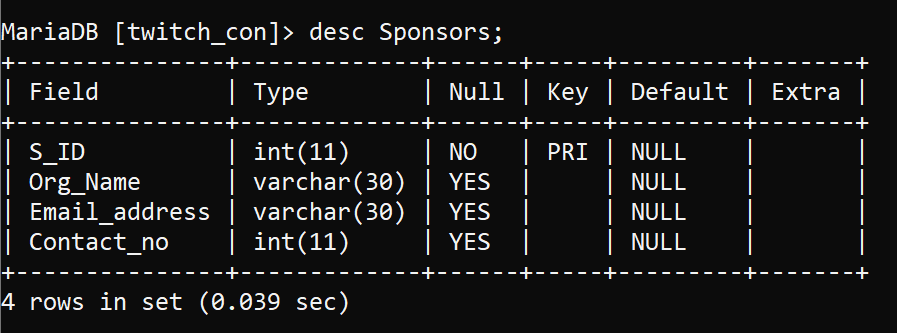 MariaDB [twitch_con]> desc Sponsors;
+---------------+-------------+------+-----+---------+-------+
| Field         | Type        | Null | Key | Default | Extra |
+---------------+-------------+------+-----+---------+-------+
| S_ID          | int(11)     | NO   | PRI | NULL    |       |
| Org_Name      | varchar(30) | YES  |     | NULL    |       |
| Email_address | varchar(30) | YES  |     | NULL    |       |
| Contact_no    | int(11)     | YES  |     | NULL    |       |
+---------------+-------------+------+-----+---------+-------+
4 rows in set (0.039 sec)